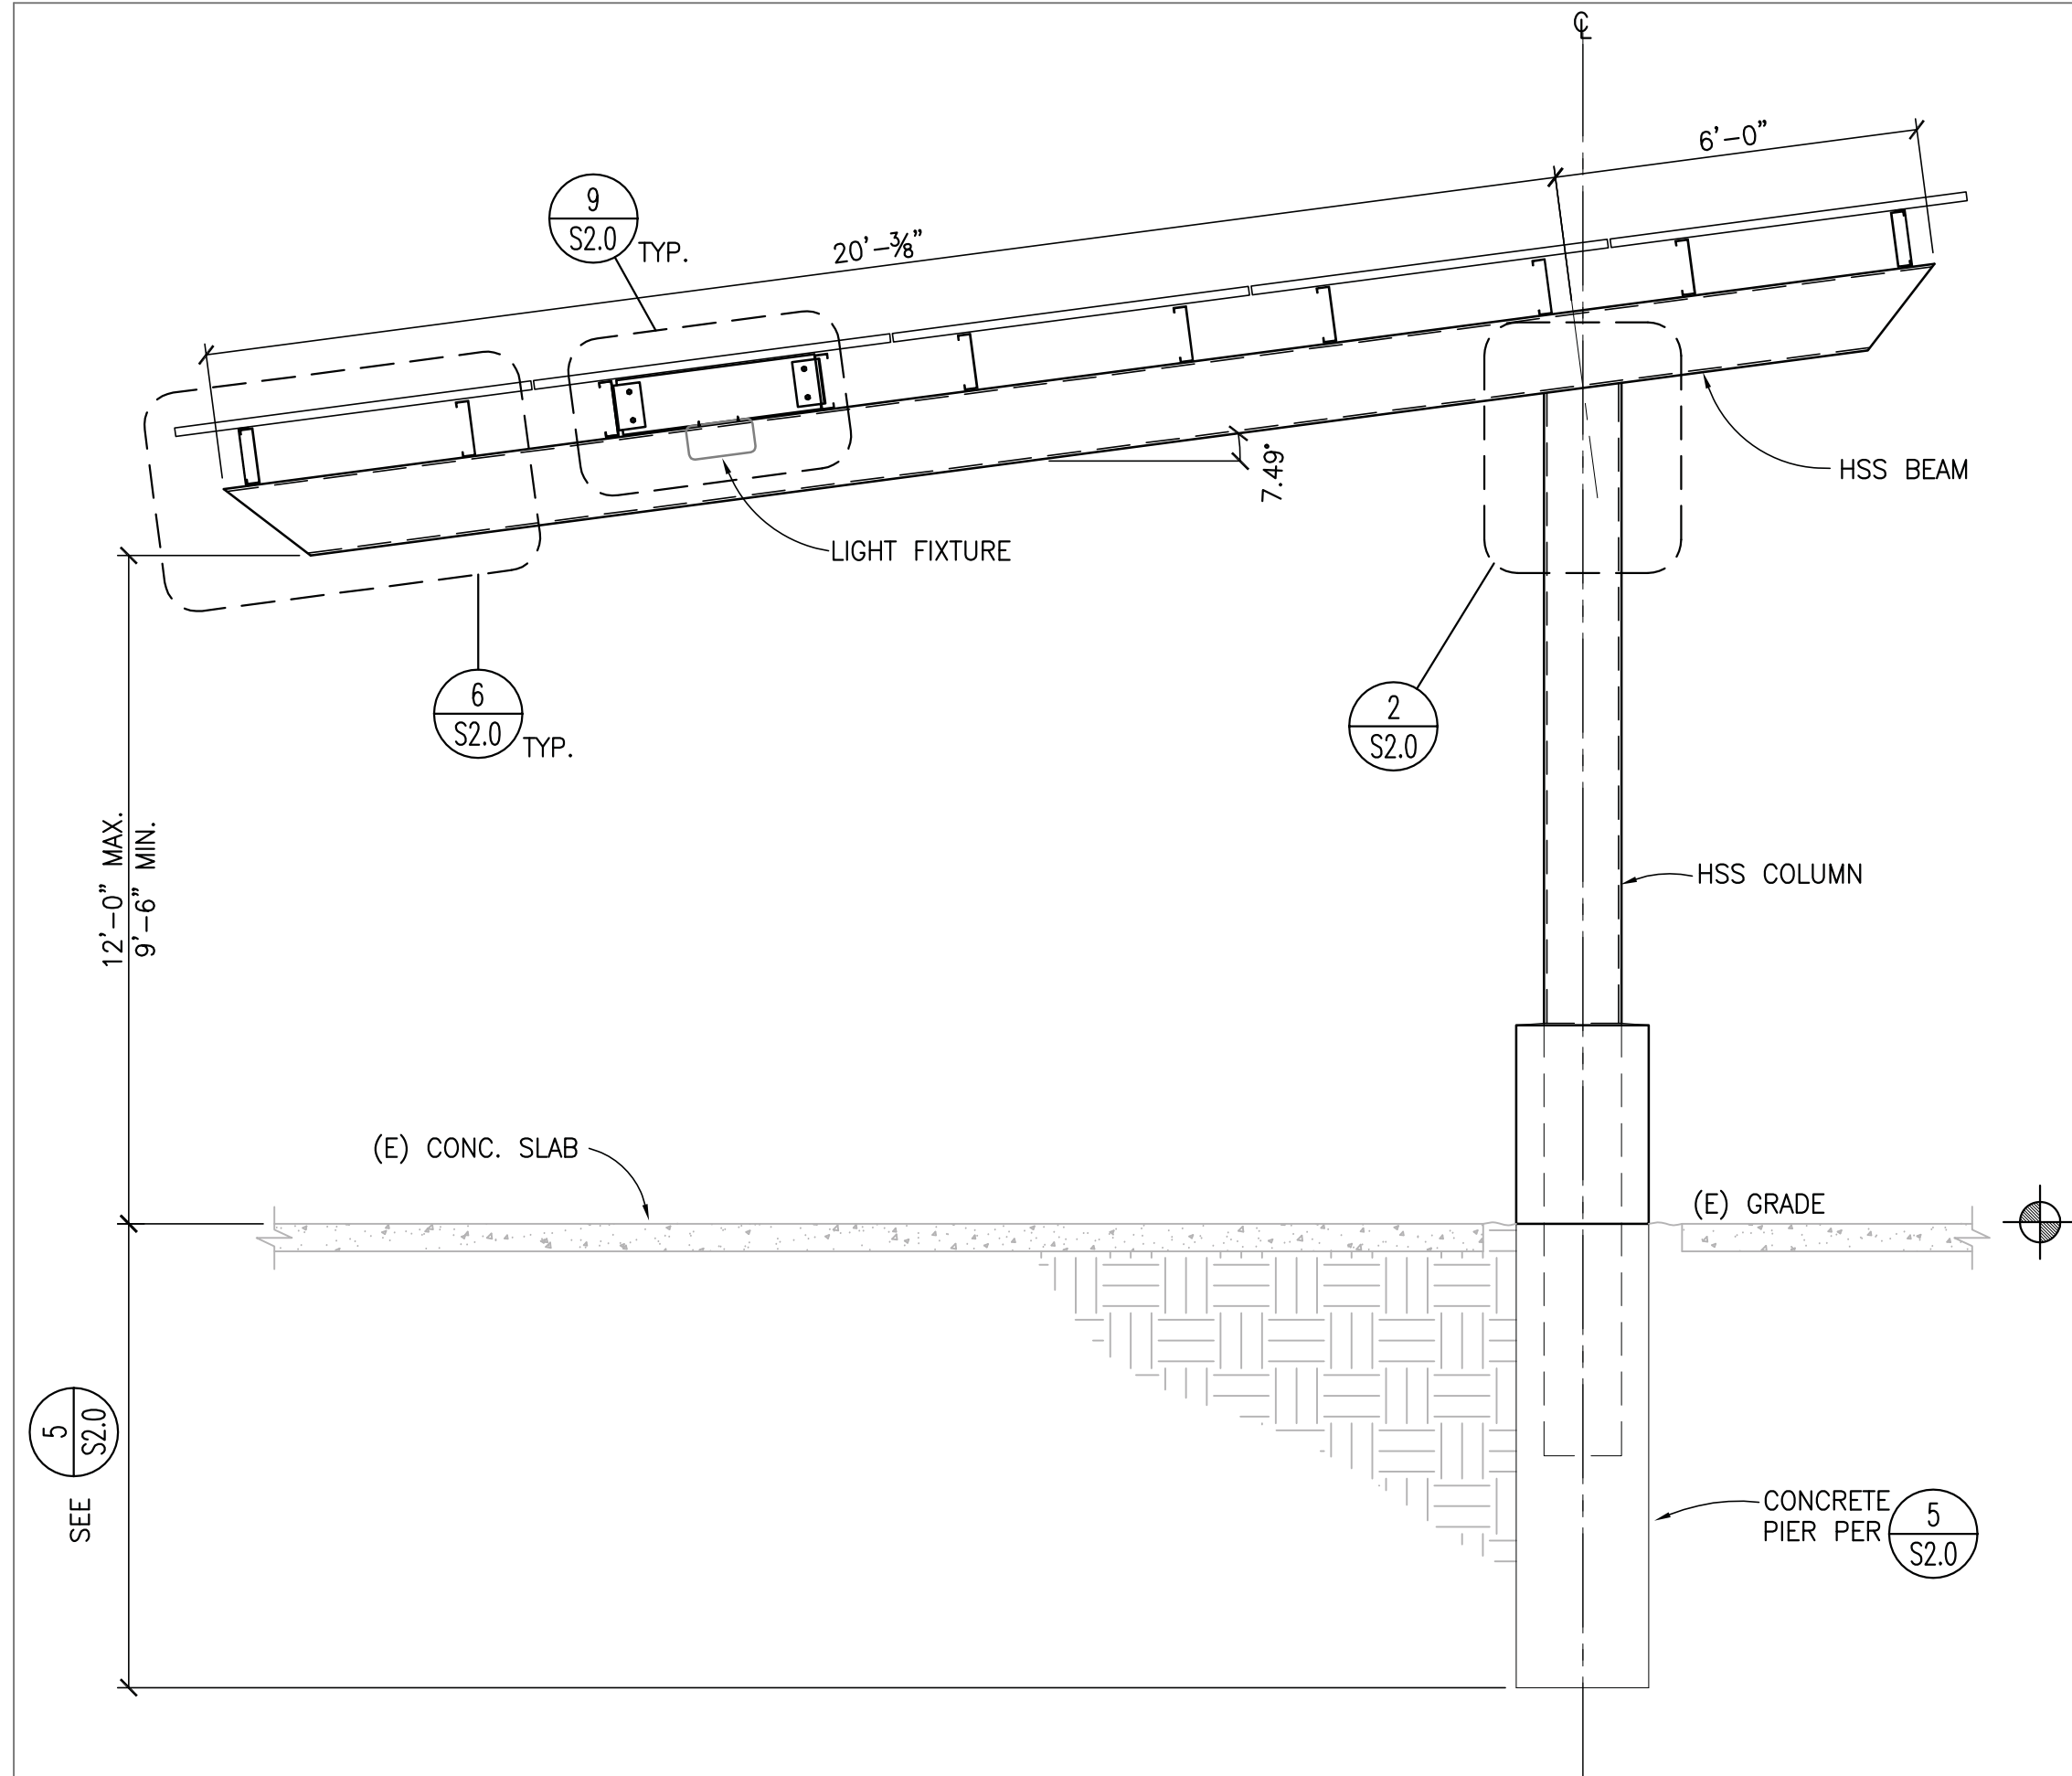 ℄
6'-0"
9
S2.0
TYP.
20'-⅜"
HSS BEAM
7.49°
LIGHT FIXTURE
6
S2.0
TYP.
2
S2.0
12'-0" MAX.
9'-6" MIN.
HSS COLUMN
(E) CONC. SLAB
(E) GRADE
5
S2.0
SEE
CONCRETE
PIER PER
5
S2.0